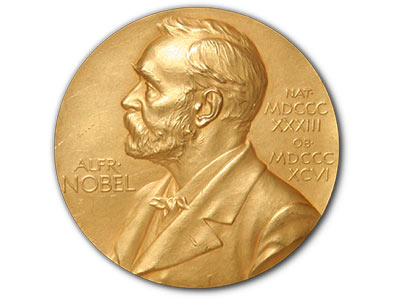 ALFR·
NOBEL
NAT·
MDCCC
XXXIII
OB·
MDCCC
XCVI